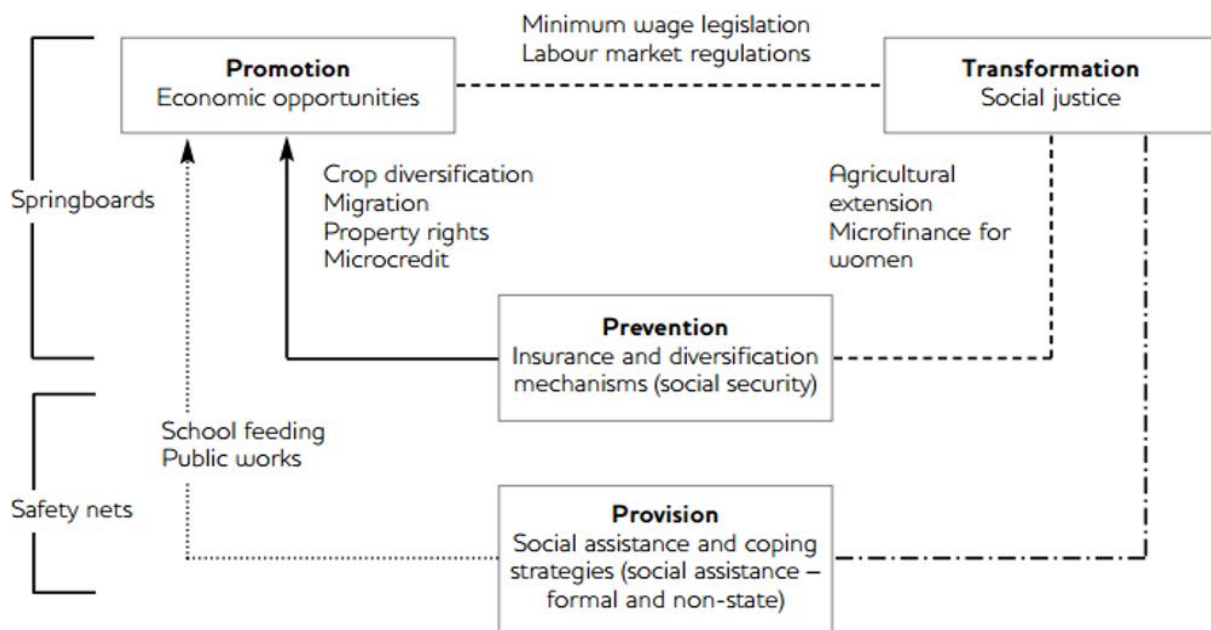 Minimum wage legislation
Labour market regulations
Promotion
Economic opportunities
Transformation
Social justice
Springboards
Crop diversification
Migration
Property rights
Microcredit
Agricultural
extension
Microfinance for
women
Prevention
Insurance and diversification
mechanisms (social security)
School feeding
Public works
Safety nets
Provision
Social assistance and coping
strategies (social assistance –
formal and non-state)